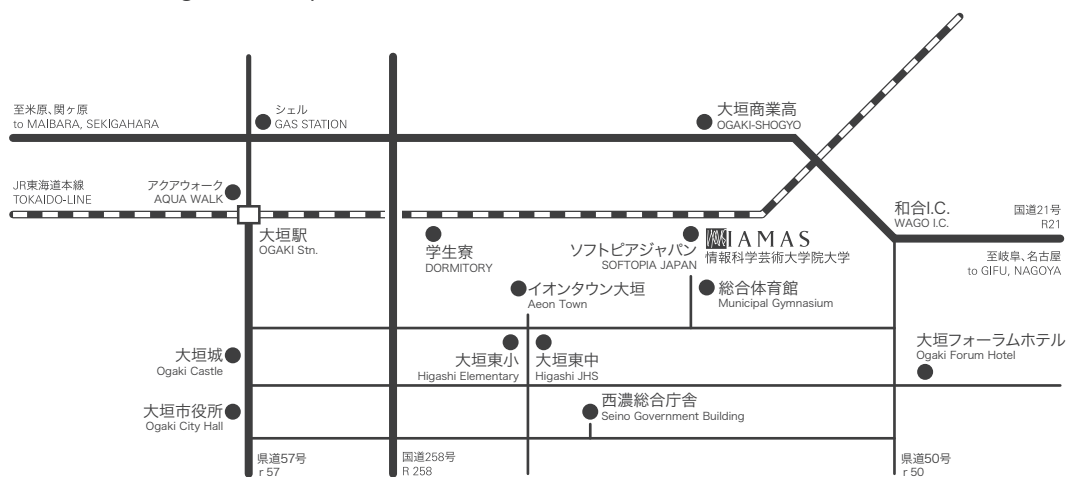 至米原、関ヶ原
to MAIBARA, SEKIGAHARA
シェル
GAS STATION
大垣商業高
OGAKI-SHOGYO
JR東海道本線
TOKAIDO-LINE
アクアウォーク
AQUA WALK
大垣駅
OGAKI Stn.
学生寮
DORMITORY
ソフトピアジャパン
SOFTOPIA JAPAN
IAMAS
情報科学芸術大学院大学
和合I.C.
WAGO I.C.
国道21号
R21
至岐阜、名古屋
to GIFU, NAGOYA
イオンタウン大垣
Aeon Town
総合体育館
Municipal Gymnasium
大垣城
Ogaki Castle
大垣東小
Higashi Elementary
大垣東中
Higashi JHS
大垣フォーラムホテル
Ogaki Forum Hotel
大垣市役所
Ogaki City Hall
西濃総合庁舎
Seino Government Building
県道57号
r 57
国道258号
R 258
県道50号
r 50